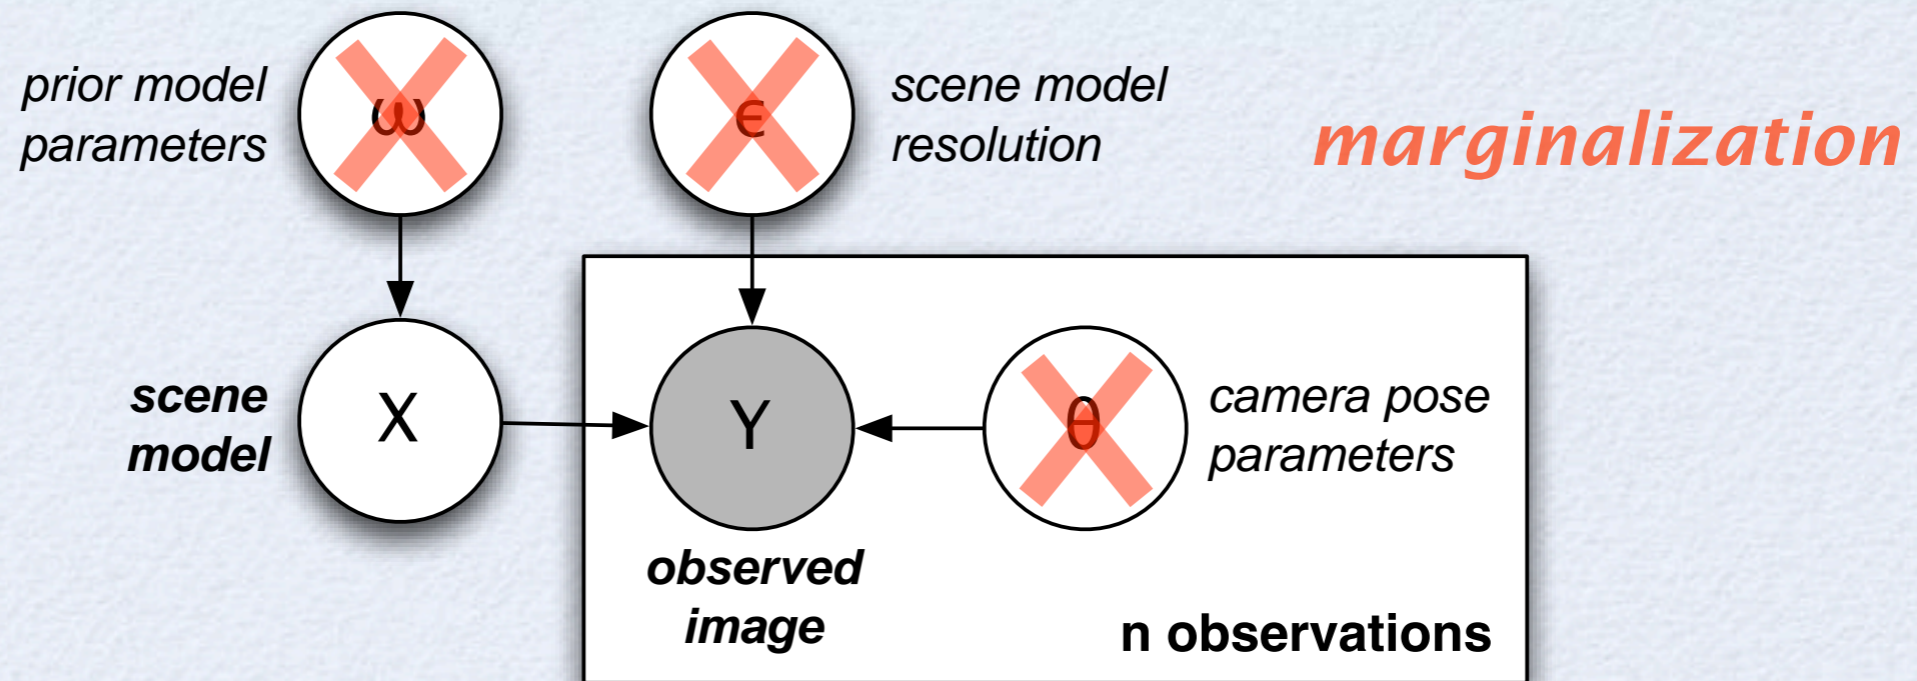 prior model
parameters
ω
ϵ
scene model
resolution
marginalization
scene
model
X
Y
θ
camera pose
parameters
observed
image
n observations